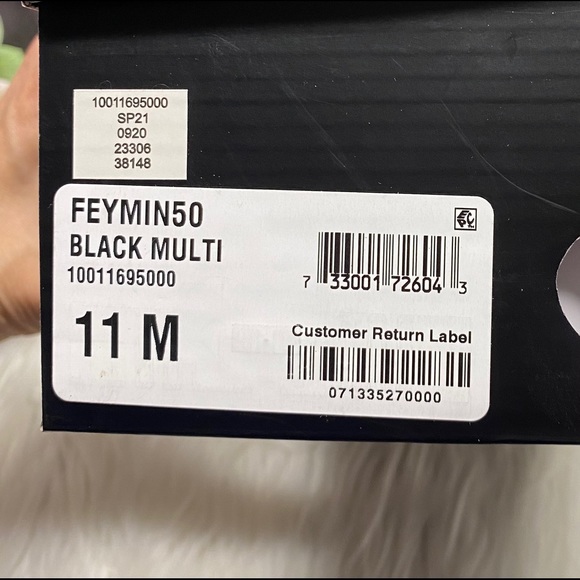 10011695000
SP21
0920
23306
38148
FEYMIN50
BLACK MULTI
10011695000
7 33001 72604 3
11 M
Customer Return Label
071335270000